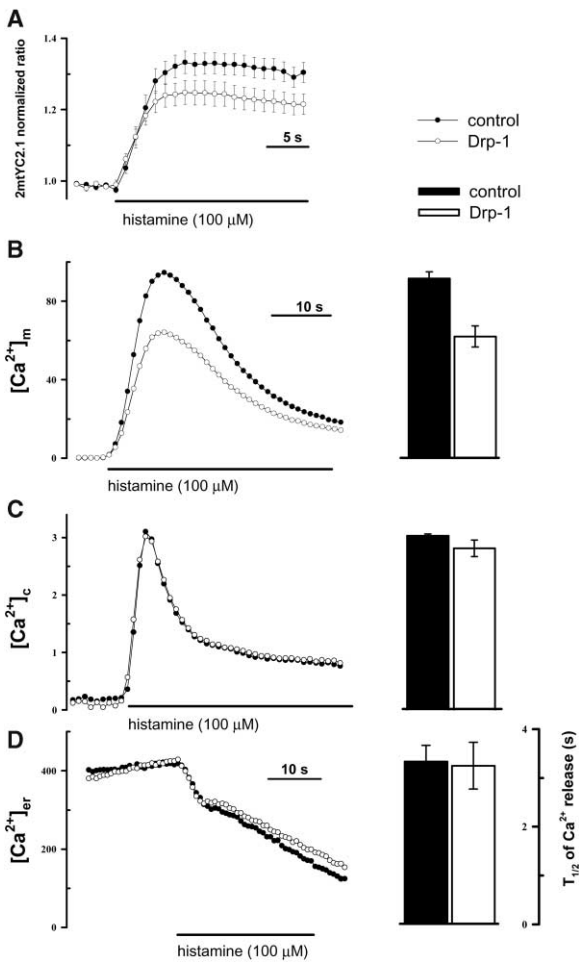 A
2mtYC2.1 normalized ratio
1.4
1.2
1.0
5 s
histamine (100 μM)
control
Drp-1
control
Drp-1
B
[Ca²⁺]m
80
40
0
10 s
histamine (100 μM)
C
[Ca²⁺]c
3
2
1
0
histamine (100 μM)
D
[Ca²⁺]er
400
200
0
10 s
histamine (100 μM)
4
2
0
T1/2 of Ca²⁺ release (s)